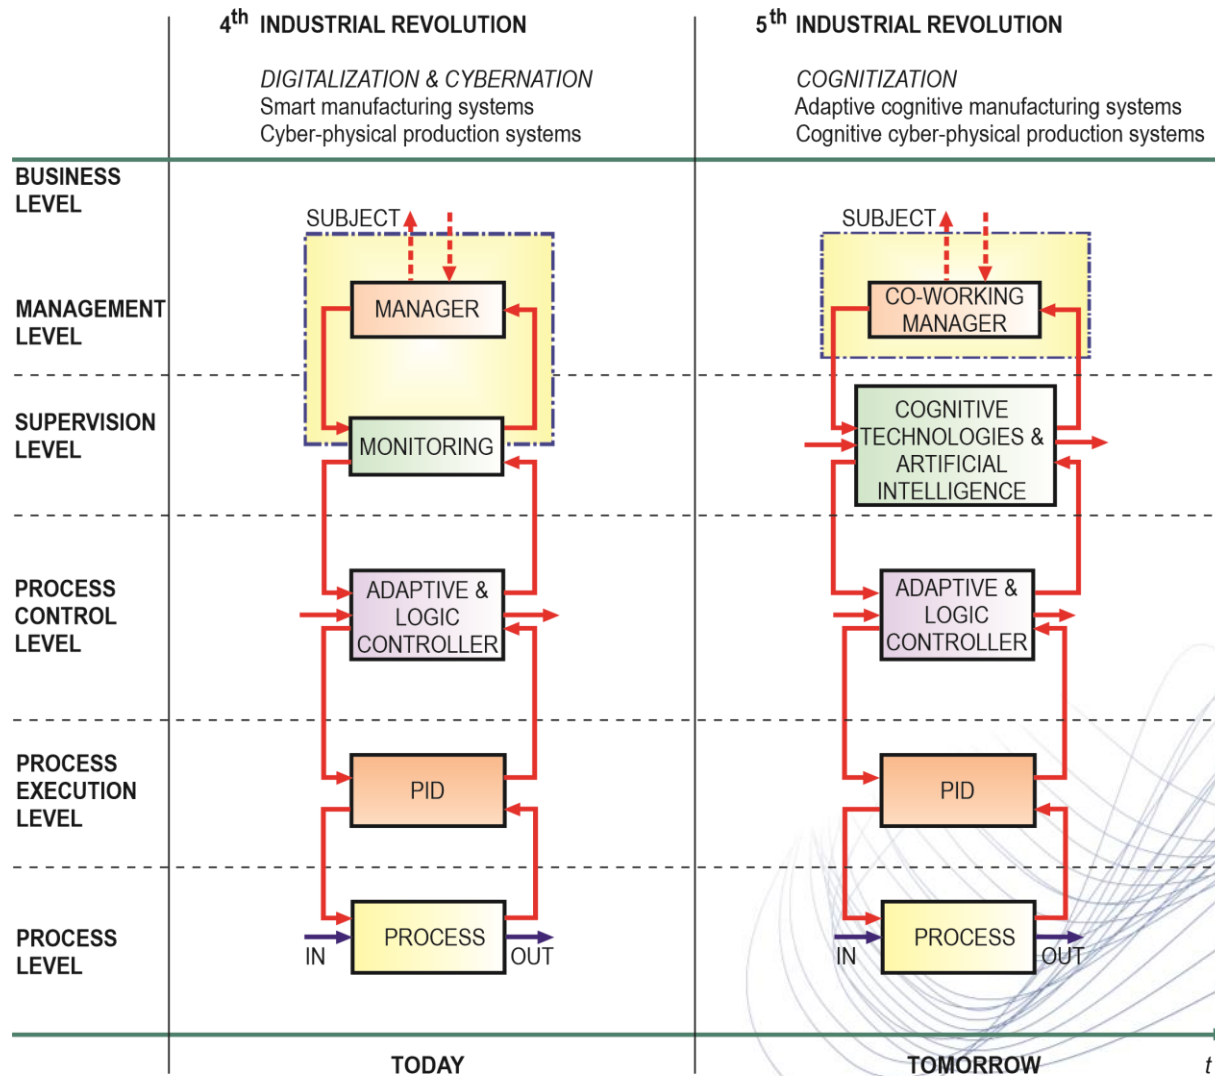 4th INDUSTRIAL REVOLUTION
DIGITALIZATION & CYBERNATION
Smart manufacturing systems
Cyber-physical production systems
5th INDUSTRIAL REVOLUTION
COGNITIZATION
Adaptive cognitive manufacturing systems
Cognitive cyber-physical production systems
BUSINESS
LEVEL
SUBJECT
SUBJECT
MANAGEMENT
LEVEL
MANAGER
CO-WORKING
MANAGER
SUPERVISION
LEVEL
MONITORING
COGNITIVE
TECHNOLOGIES &
ARTIFICIAL
INTELLIGENCE
PROCESS
CONTROL
LEVEL
ADAPTIVE &
LOGIC
CONTROLLER
ADAPTIVE &
LOGIC
CONTROLLER
PROCESS
EXECUTION
LEVEL
PID
PID
PROCESS
LEVEL
IN
PROCESS
OUT
IN
PROCESS
OUT
TODAY
TOMORROW
t